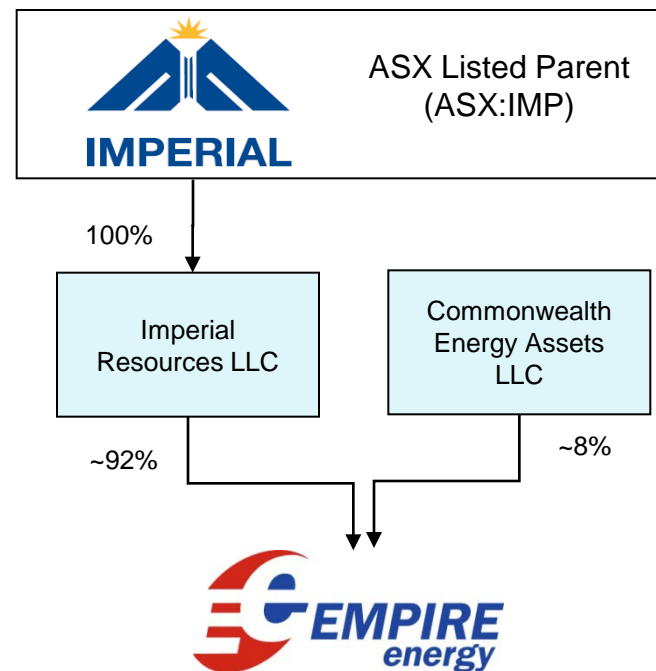 IMPERIAL
ASX Listed Parent
(ASX:IMP)
100%
Imperial
Resources LLC
Commonwealth
Energy Assets
LLC
~92%
~8%
EMPIRE
energy